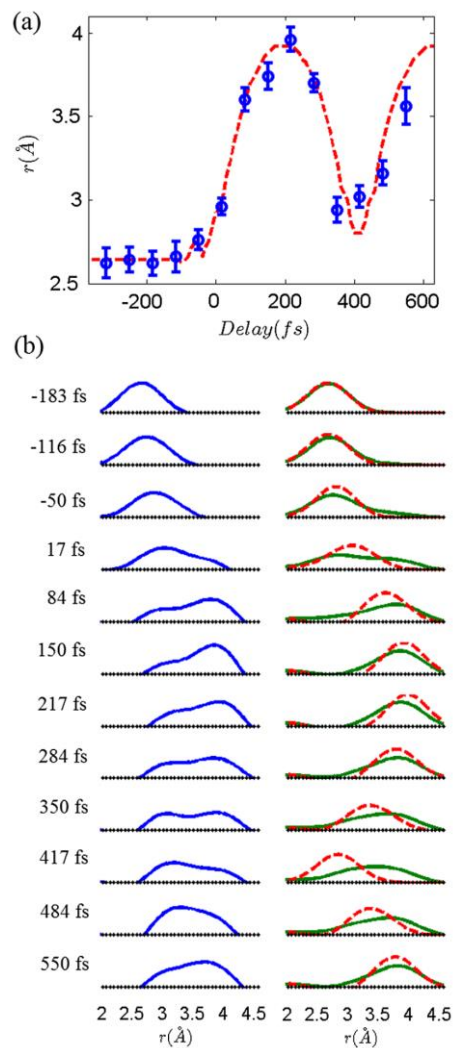 (a)
4
3.5
3
2.5
r(Å)
-200 0 200 400 600
Delay(fs)
(b)
-183 fs
-116 fs
-50 fs
17 fs
84 fs
150 fs
217 fs
284 fs
350 fs
417 fs
484 fs
550 fs
2 2.5 3 3.5 4 4.5 2 2.5 3 3.5 4 4.5
r(Å) r(Å)